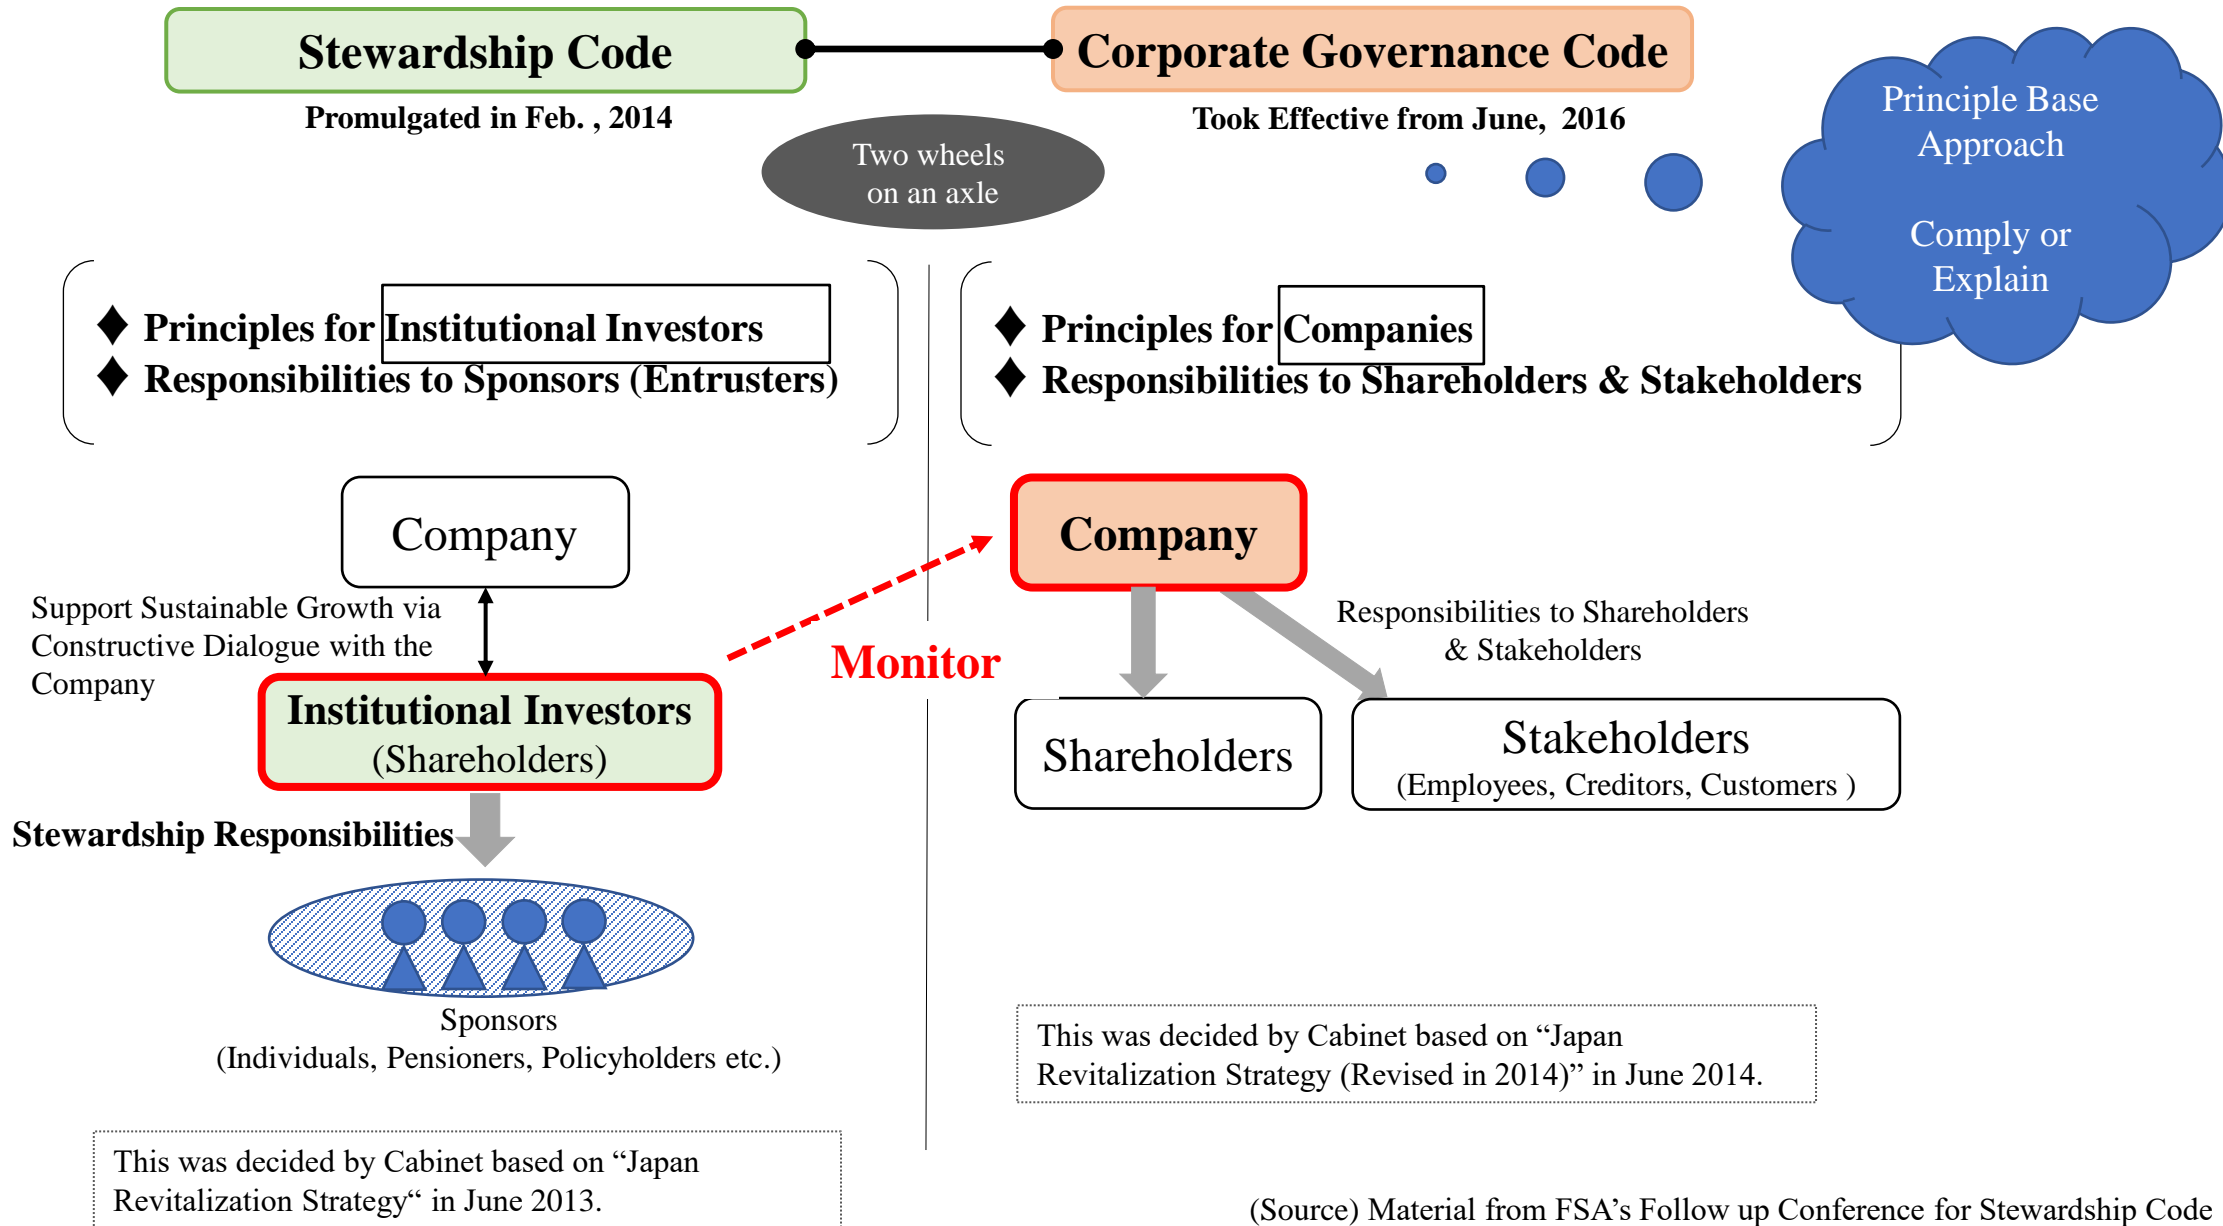 Stewardship Code
Corporate Governance Code
Promulgated in Feb. , 2014
Took Effective from June, 2016
Two wheels
on an axle
Principle Base
Approach
Comply or
Explain
♦ Principles for Institutional Investors
♦ Responsibilities to Sponsors (Entrusters)
♦ Principles for Companies
♦ Responsibilities to Shareholders & Stakeholders
Company
Support Sustainable Growth via
Constructive Dialogue with the
Company
Institutional Investors
(Shareholders)
Stewardship Responsibilities
Sponsors
(Individuals, Pensioners, Policyholders etc.)
This was decided by Cabinet based on “Japan
Revitalization Strategy“ in June 2013.
Monitor
Company
Responsibilities to Shareholders
& Stakeholders
Shareholders
Stakeholders
(Employees, Creditors, Customers )
This was decided by Cabinet based on “Japan
Revitalization Strategy (Revised in 2014)” in June 2014.
(Source) Material from FSA’s Follow up Conference for Stewardship Code